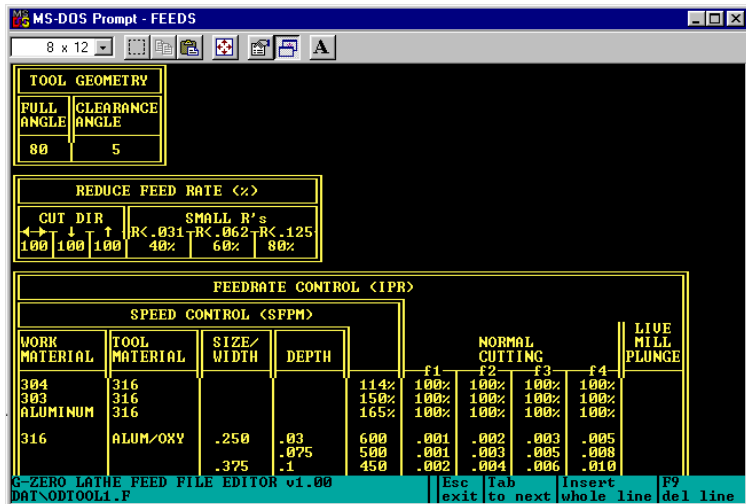 MS-DOS Prompt - FEEDS
8 x 12
A
TOOL GEOMETRY
FULL ANGLE CLEARANCE ANGLE
80 5
REDUCE FEED RATE (%)
CUT DIR SMALL R's
R<.031 R<.062 R<.125
100 100 100 40% 60% 80%
FEEDRATE CONTROL (IPR)
SPEED CONTROL (SFPM)
WORK MATERIAL TOOL MATERIAL SIZE/ WIDTH DEPTH NORMAL CUTTING LIVE MILL PLUNGE
f1 f2 f3 f4
304 316 114% 100% 100% 100% 100%
303 316 150% 100% 100% 100% 100%
ALUMINUM 316 165% 100% 100% 100% 100%
316 ALUM/OXY .250 .03 600 .001 .002 .003 .005
.075 500 .001 .003 .005 .008
.375 .1 450 .002 .004 .006 .010
G-ZERO LATHE FEED FILE EDITOR v1.00 Esc Tab Insert F9
DAT\ODTOOL1.F exit to next whole line del line